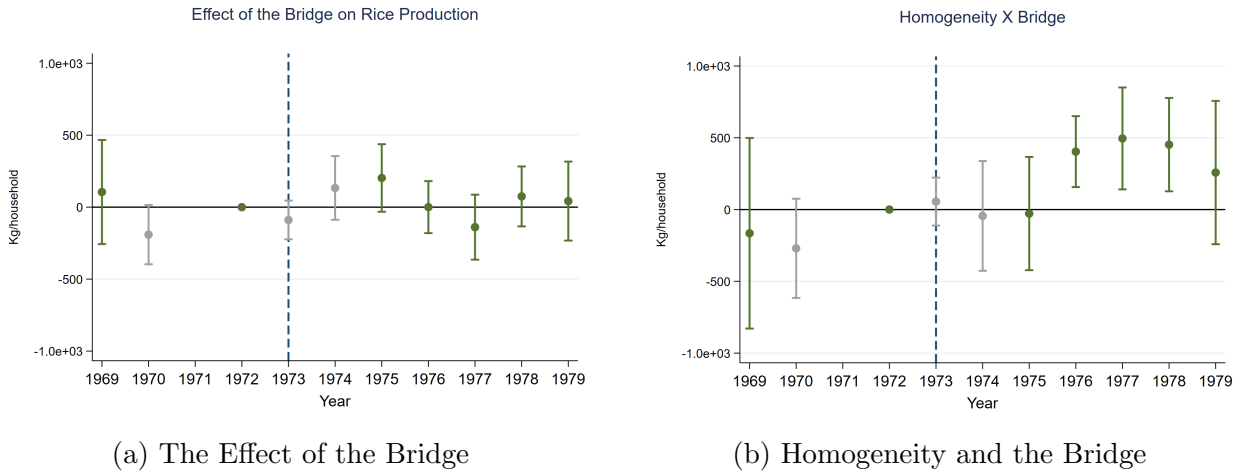 Effect of the Bridge on Rice Production
1.0e+03
500
0
-500
-1.0e+03
Kg/household
1969 1970 1971 1972 1973 1974 1975 1976 1977 1978 1979
Year
(a) The Effect of the Bridge
Homogeneity X Bridge
1.0e+03
500
0
-500
-1.0e+03
Kg/household
1969 1970 1971 1972 1973 1974 1975 1976 1977 1978 1979
Year
(b) Homogeneity and the Bridge